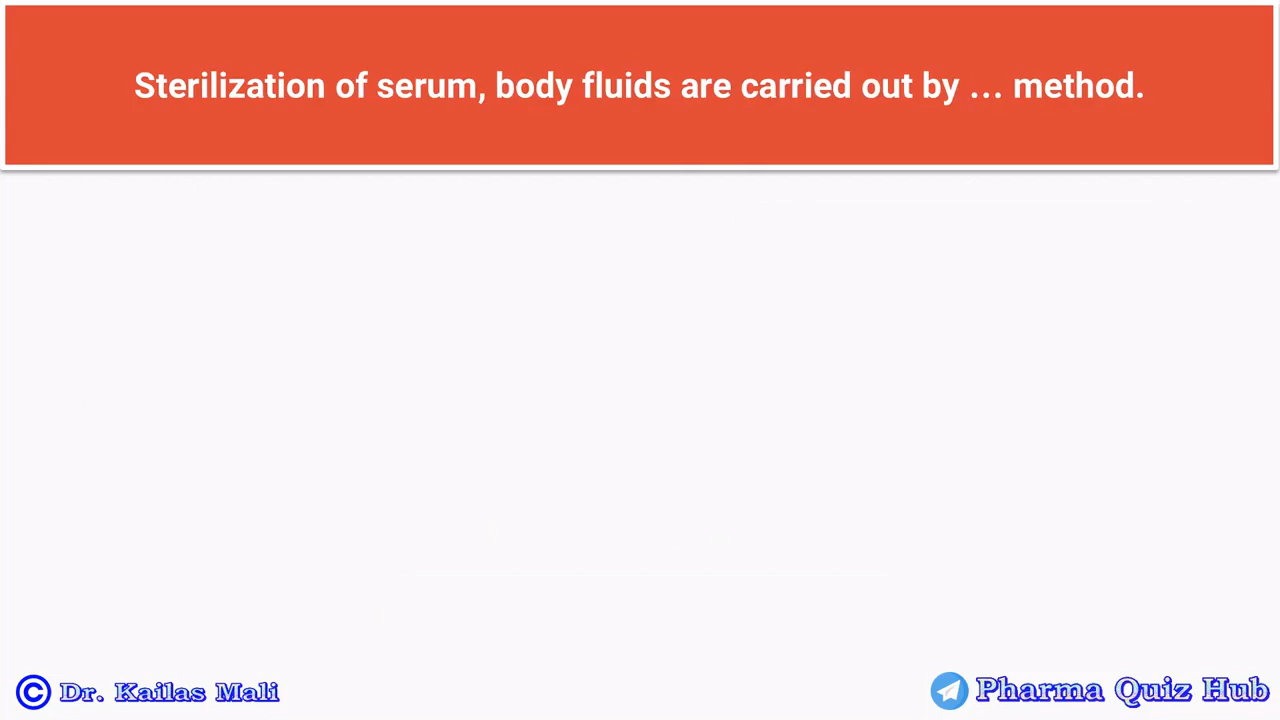 Sterilization of serum, body fluids are carried out by … method.
© Dr. Kailas Mali
Pharma Quiz Hub